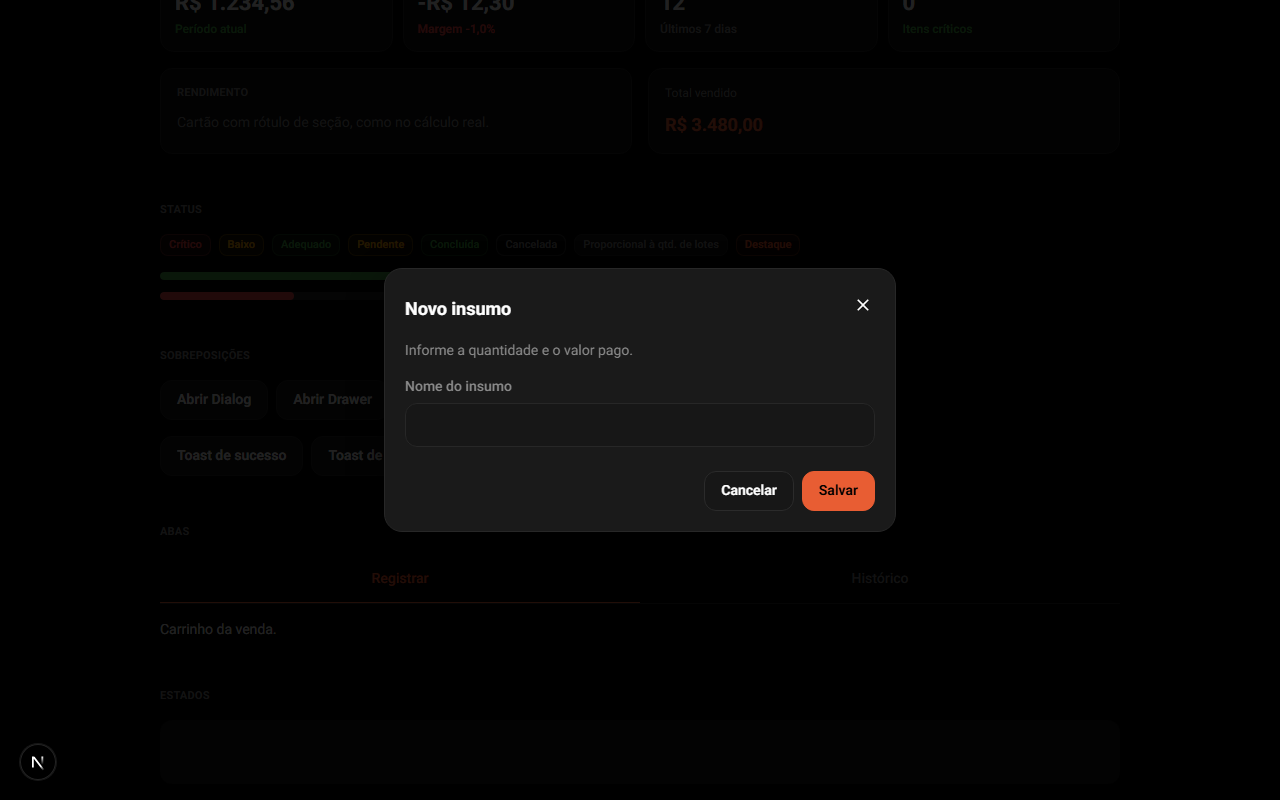 R$ 1.234,56
-R$ 12,30
12
0
Período atual
Margem -1,0%
Últimos 7 dias
Itens críticos
RENDIMENTO
Cartão com rótulo de seção, como no cálculo real.
Total vendido
R$ 3.480,00
STATUS
Crítico
Baixo
Adequado
Pendente
Concluída
Cancelada
Proporcional à qtd. de lotes
Destaque
Novo insumo
Informe a quantidade e o valor pago.
Nome do insumo
Cancelar
Salvar
SOBREPOSIÇÕES
Abrir Dialog
Abrir Drawer
Toast de sucesso
Toast de
ABAS
Registrar
Histórico
Carrinho da venda.
ESTADOS
N